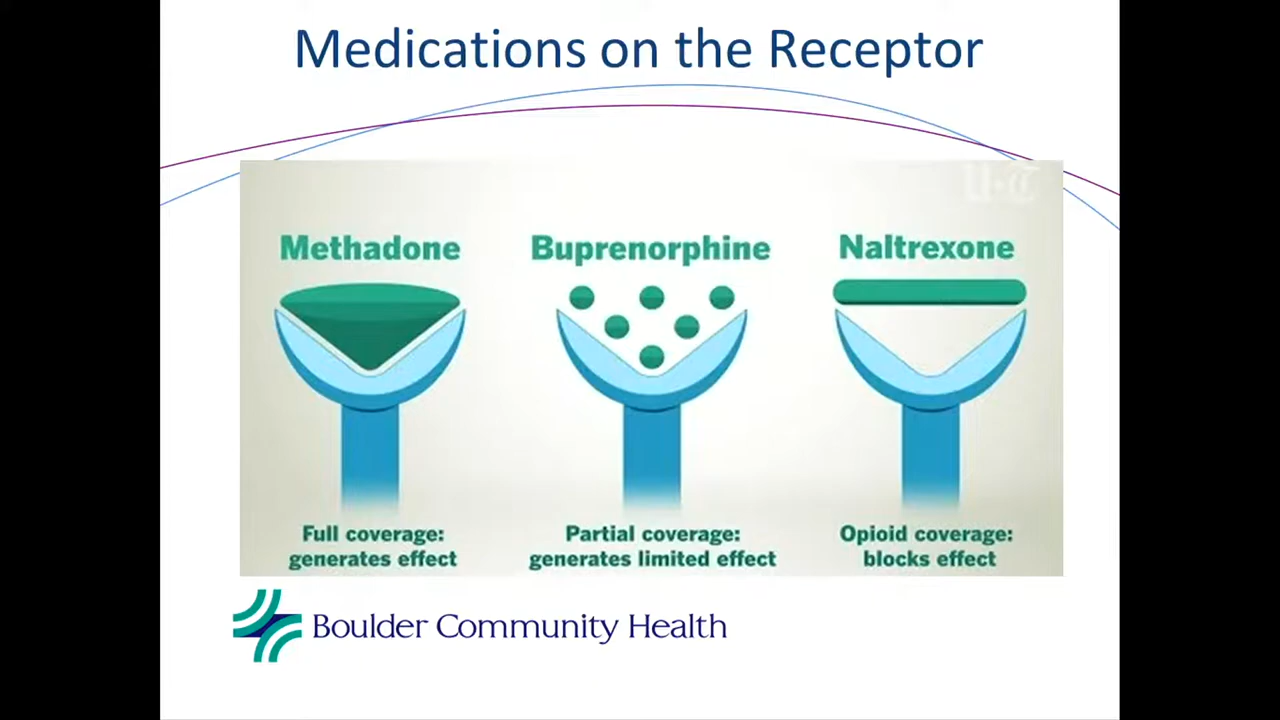 Medications on the Receptor
U-T
Methadone
Buprenorphine
Naltrexone
Full coverage:
generates effect
Partial coverage:
generates limited effect
Opioid coverage:
blocks effect
Boulder Community Health